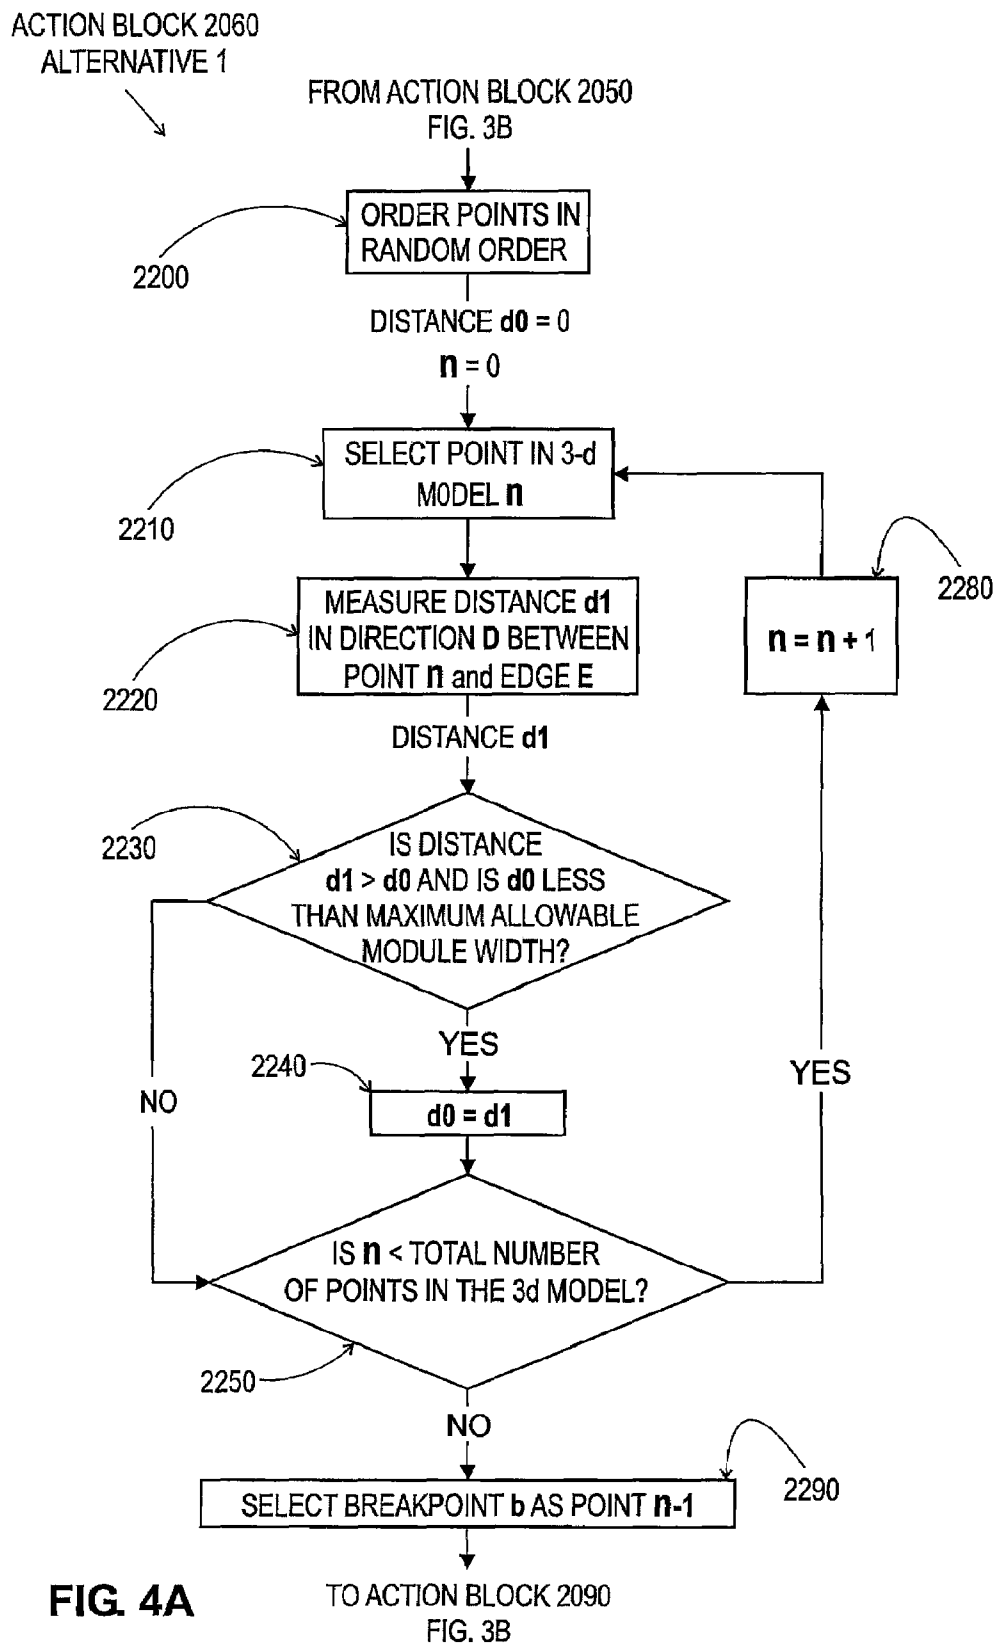 ACTION BLOCK 2060
ALTERNATIVE 1
FROM ACTION BLOCK 2050
FIG. 3B
ORDER POINTS IN
RANDOM ORDER
2200
DISTANCE d0 = 0
n = 0
SELECT POINT IN 3-d
MODEL n
2210
MEASURE DISTANCE d1
IN DIRECTION D BETWEEN
POINT n and EDGE E
2220
n = n + 1
2280
DISTANCE d1
2230
IS DISTANCE
d1 > d0 AND IS d0 LESS
THAN MAXIMUM ALLOWABLE
MODULE WIDTH?
YES
NO
2240
d0 = d1
YES
IS n < TOTAL NUMBER
OF POINTS IN THE 3d MODEL?
2250
NO
SELECT BREAKPOINT b AS POINT n-1
2290
FIG. 4A
TO ACTION BLOCK 2090
FIG. 3B